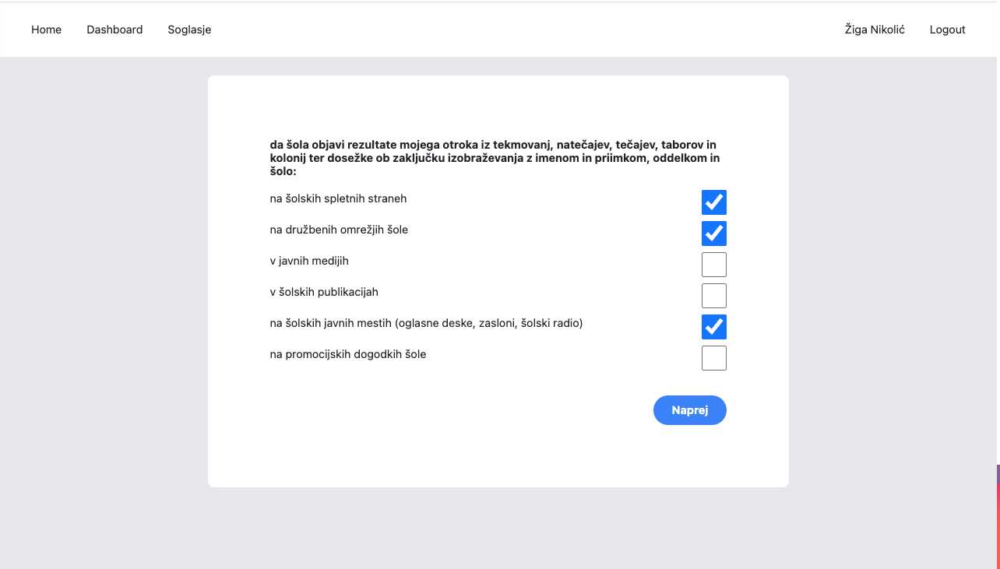 Home Dashboard Soglasje Žiga Nikolić Logout
da šola objavi rezultate mojega otroka iz tekmovanj, natečajev, tečajev, taborov in
kolonij ter dosežke ob zaključku izobraževanja z imenom in priimkom, oddelkom in
šolo:
na šolskih spletnih straneh
na družbenih omrežjih šole
v javnih medijih
v šolskih publikacijah
na šolskih javnih mestih (oglasne deske, zasloni, šolski radio)
na promocijskih dogodkih šole
Naprej